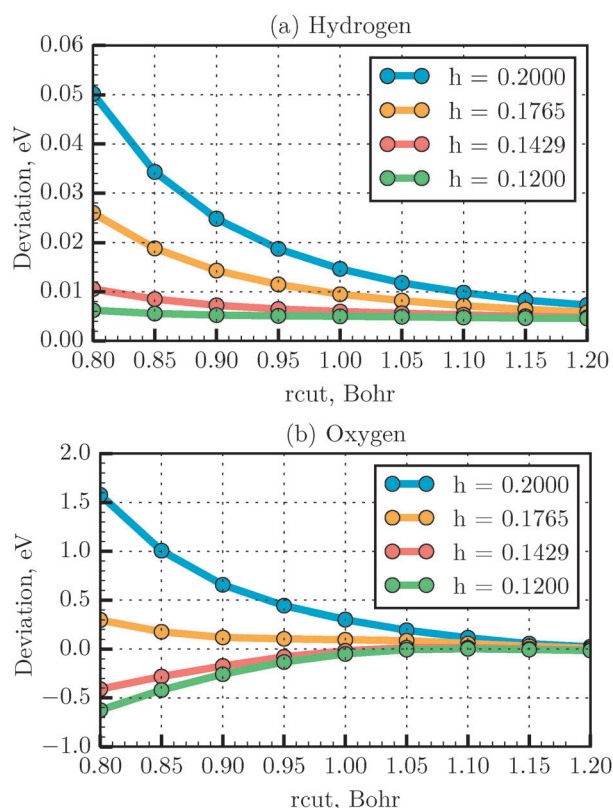 (a) Hydrogen
0.06
0.05
0.04
0.03
0.02
0.01
0.00
Deviation, eV
h = 0.2000
h = 0.1765
h = 0.1429
h = 0.1200
0.80 0.85 0.90 0.95 1.00 1.05 1.10 1.15 1.20
rcut, Bohr
(b) Oxygen
2.0
1.5
1.0
0.5
0.0
−0.5
−1.0
Deviation, eV
h = 0.2000
h = 0.1765
h = 0.1429
h = 0.1200
0.80 0.85 0.90 0.95 1.00 1.05 1.10 1.15 1.20
rcut, Bohr